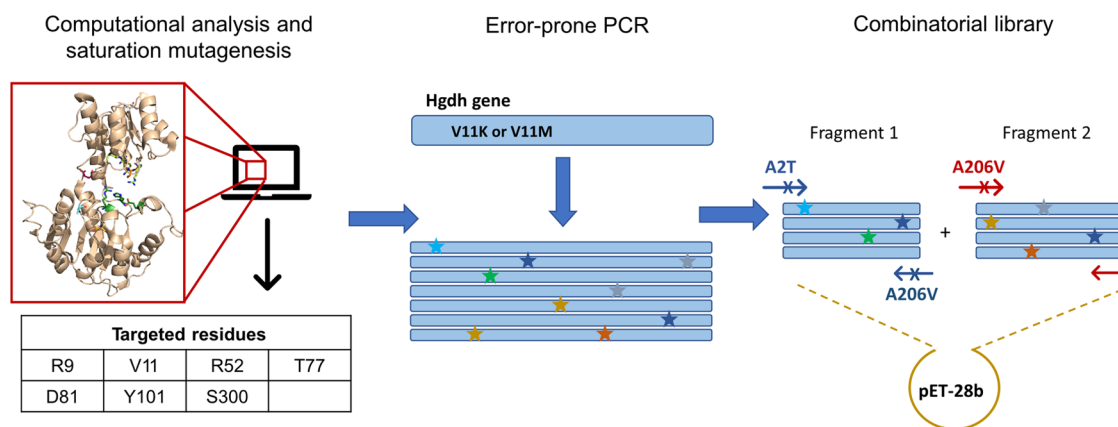 Computational analysis and
saturation mutagenesis
Targeted residues
R9 V11 R52 T77
D81 Y101 S300
Error-prone PCR
Hgdh gene
V11K or V11M
Combinatorial library
Fragment 1 Fragment 2
A2T A206V
+
A206V
pET-28b